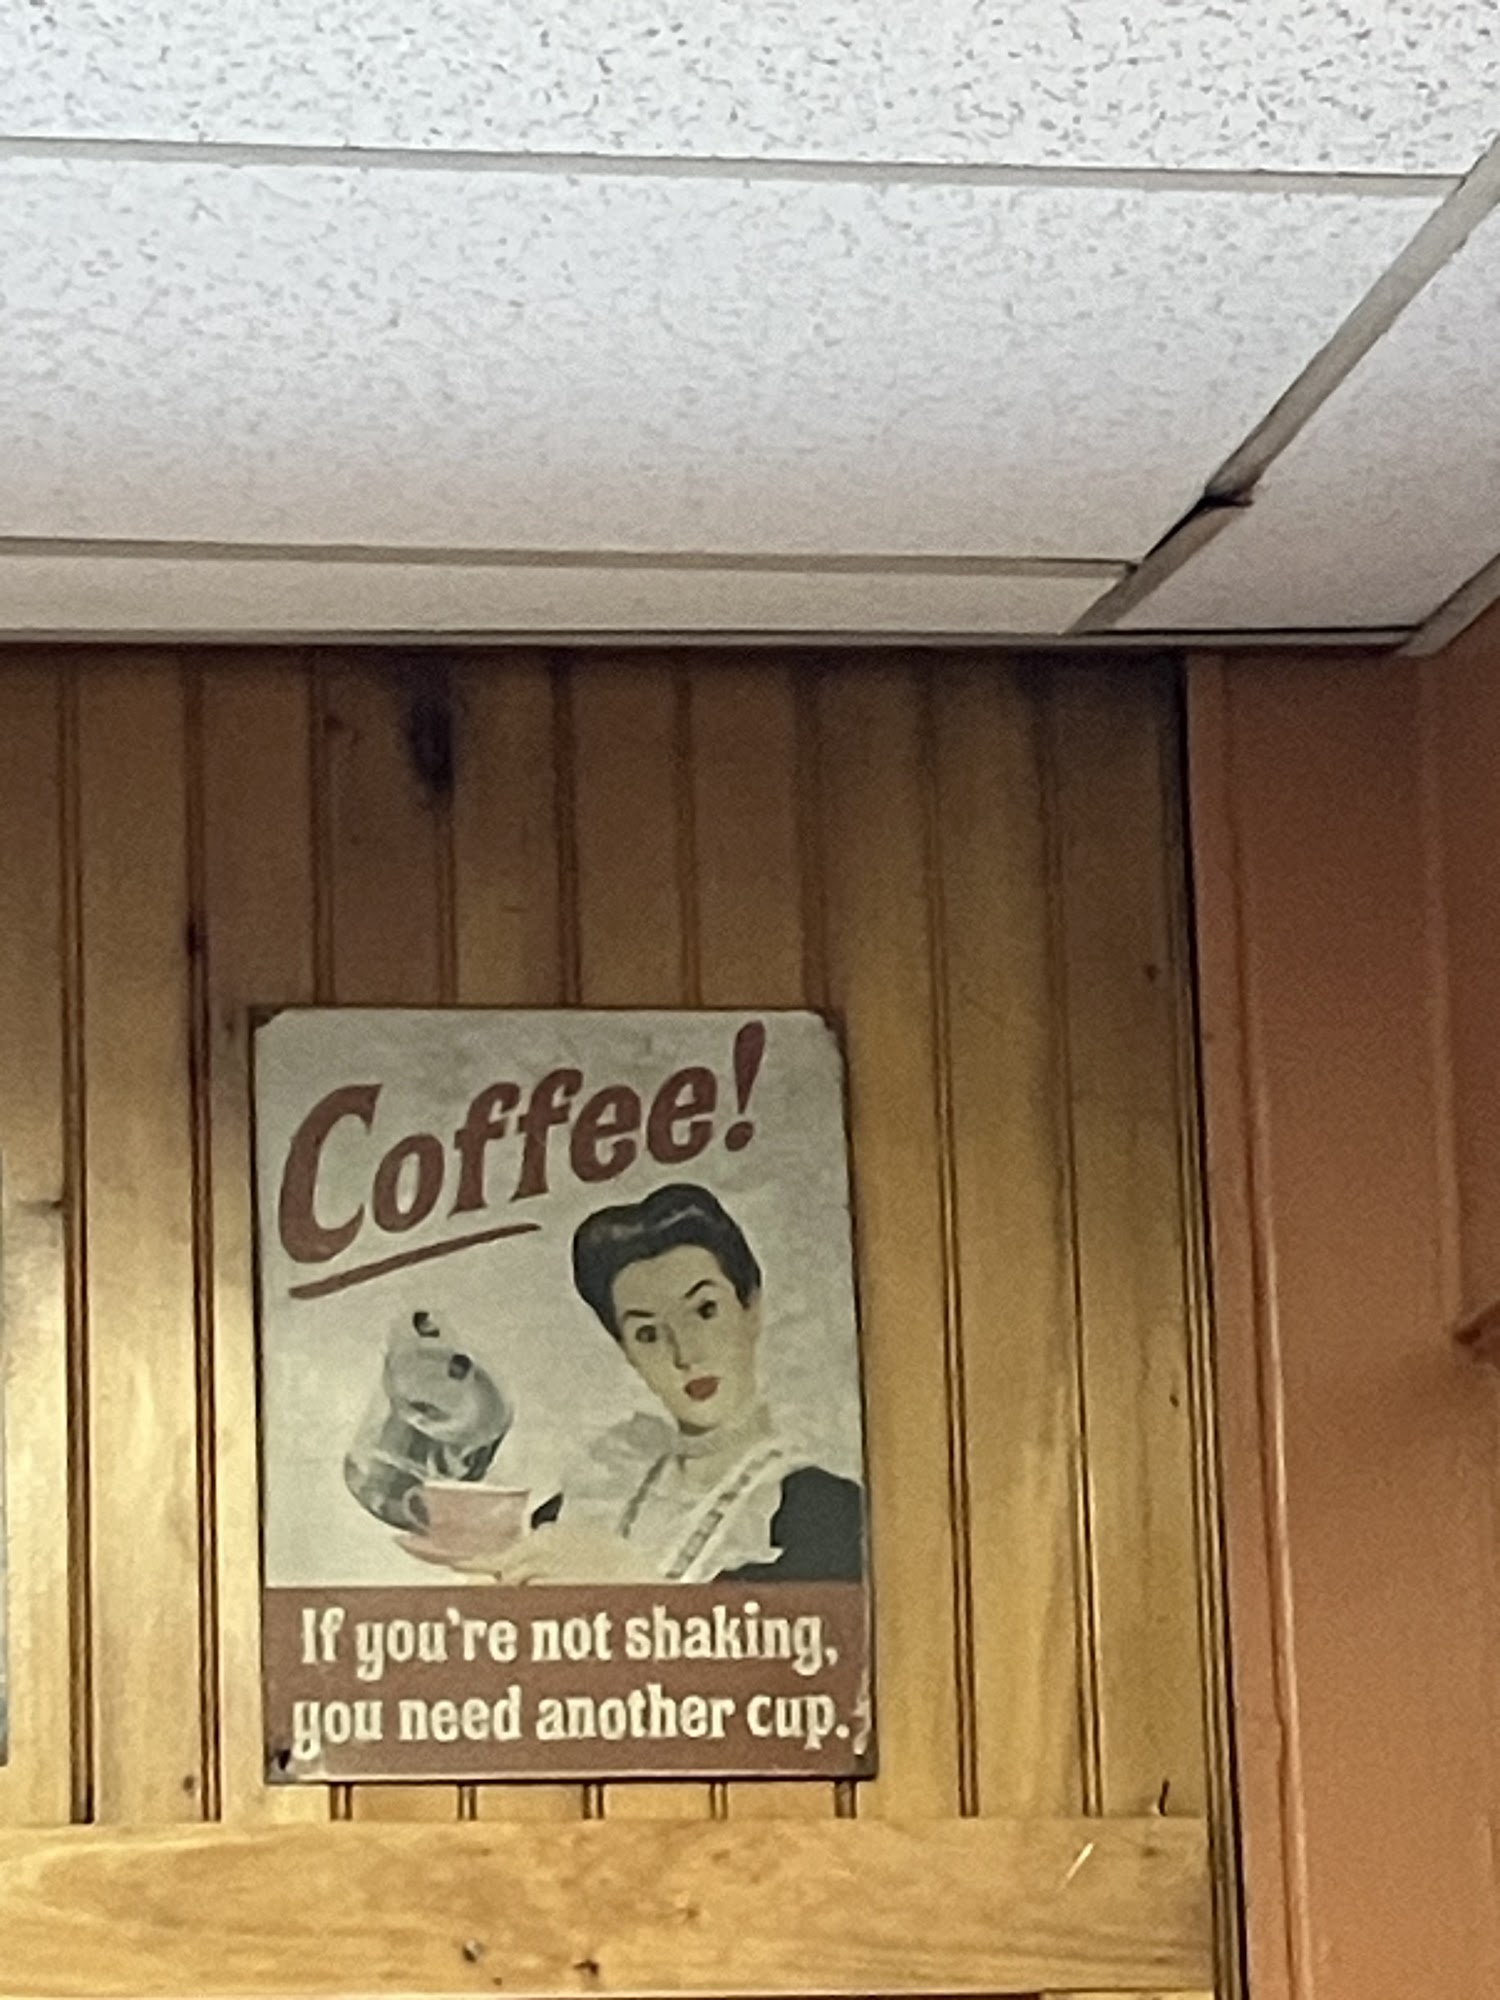 Coffee!
If you're not shaking,
you need another cup.